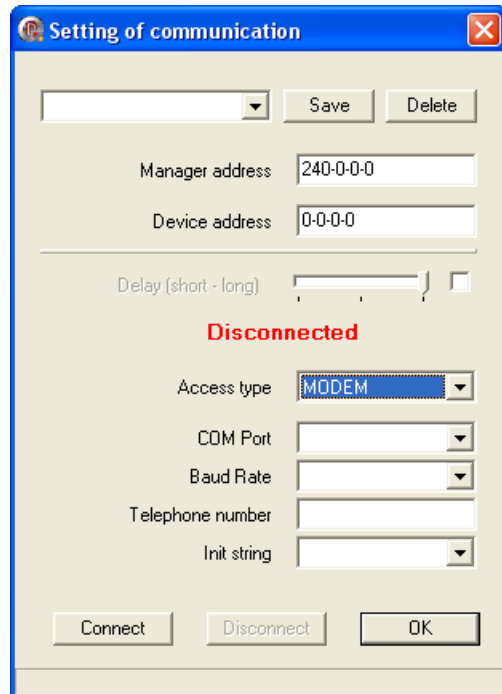 Setting of communication
Save Delete
Manager address 240-0-0-0
Device address 0-0-0-0
Delay (short - long)
Disconnected
Access type MODEM
COM Port
Baud Rate
Telephone number
Init string
Connect Disconnect OK